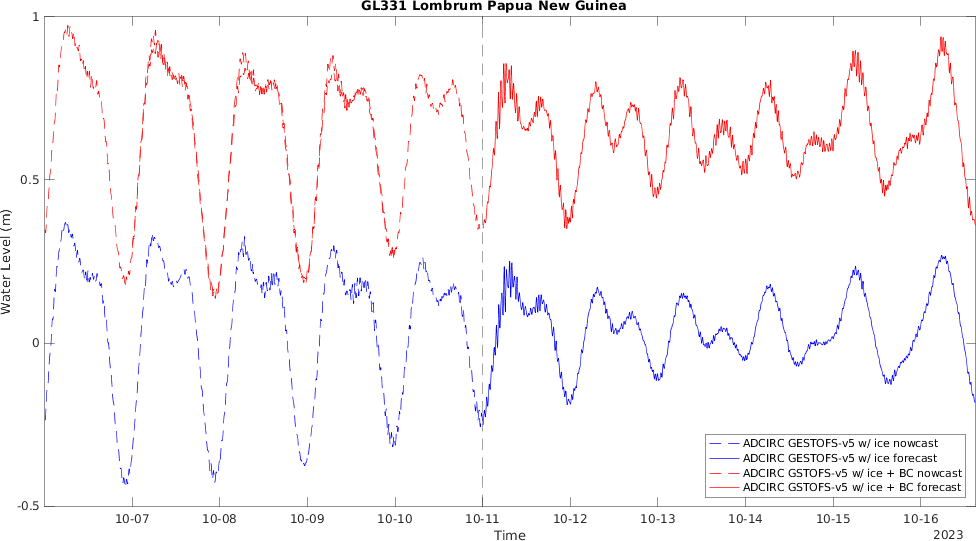 GL331 Lombrum Papua New Guinea
1
0.5
0
-0.5
Water Level (m)
10-07 10-08 10-09 10-10 10-11 10-12 10-13 10-14 10-15 10-16
Time
2023
ADCIRC GESTOFS-v5 w/ ice nowcast
ADCIRC GESTOFS-v5 w/ ice forecast
ADCIRC GSTOFS-v5 w/ ice + BC nowcast
ADCIRC GSTOFS-v5 w/ ice + BC forecast